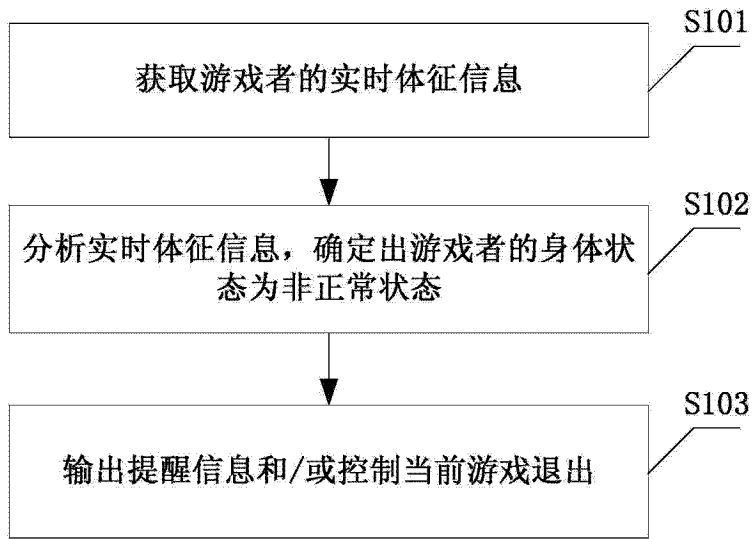 S101
获取游戏者的实时体征信息
S102
分析实时体征信息，确定出游戏者的身体状
态为非正常状态
S103
输出提醒信息和/或控制当前游戏退出